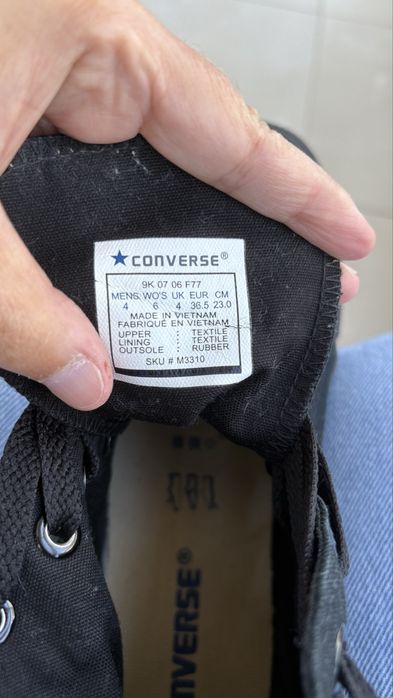 CONVERSE®
9K 07 06 F77
MENS WO'S UK EUR CM
4 6 4 36.5 23.0
MADE IN VIETNAM
FABRIQUÉ EN VIETNAM
UPPER : TEXTILE
LINING : TEXTILE
OUTSOLE : RUBBER
SKU # M3310
NVERSE®